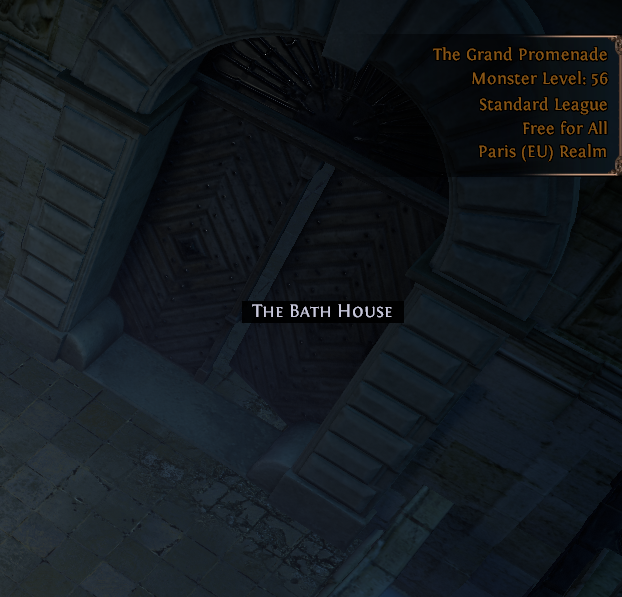 The Grand Promenade
Monster Level: 56
Standard League
Free for All
Paris (EU) Realm
The Bath House